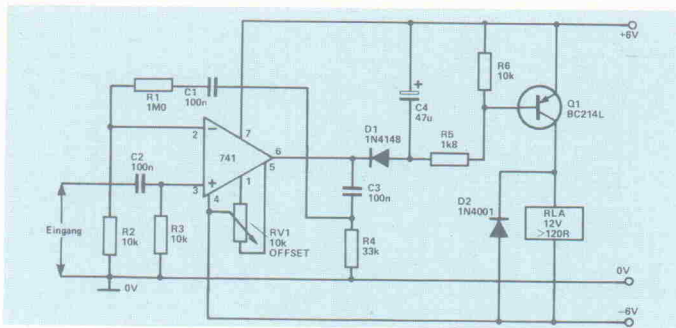 +6V
R1
1M0
C1
100n
C4
47u
R6
10k
Q1
BC214L
2
7
741
D1
1N4148
R5
1k8
6
5
C2
100n
3
4
1
C3
100n
D2
1N4001
RLA
12V
>120R
Eingang
R2
10k
R3
10k
RV1
10k
OFFSET
R4
33k
0V
0V
−6V